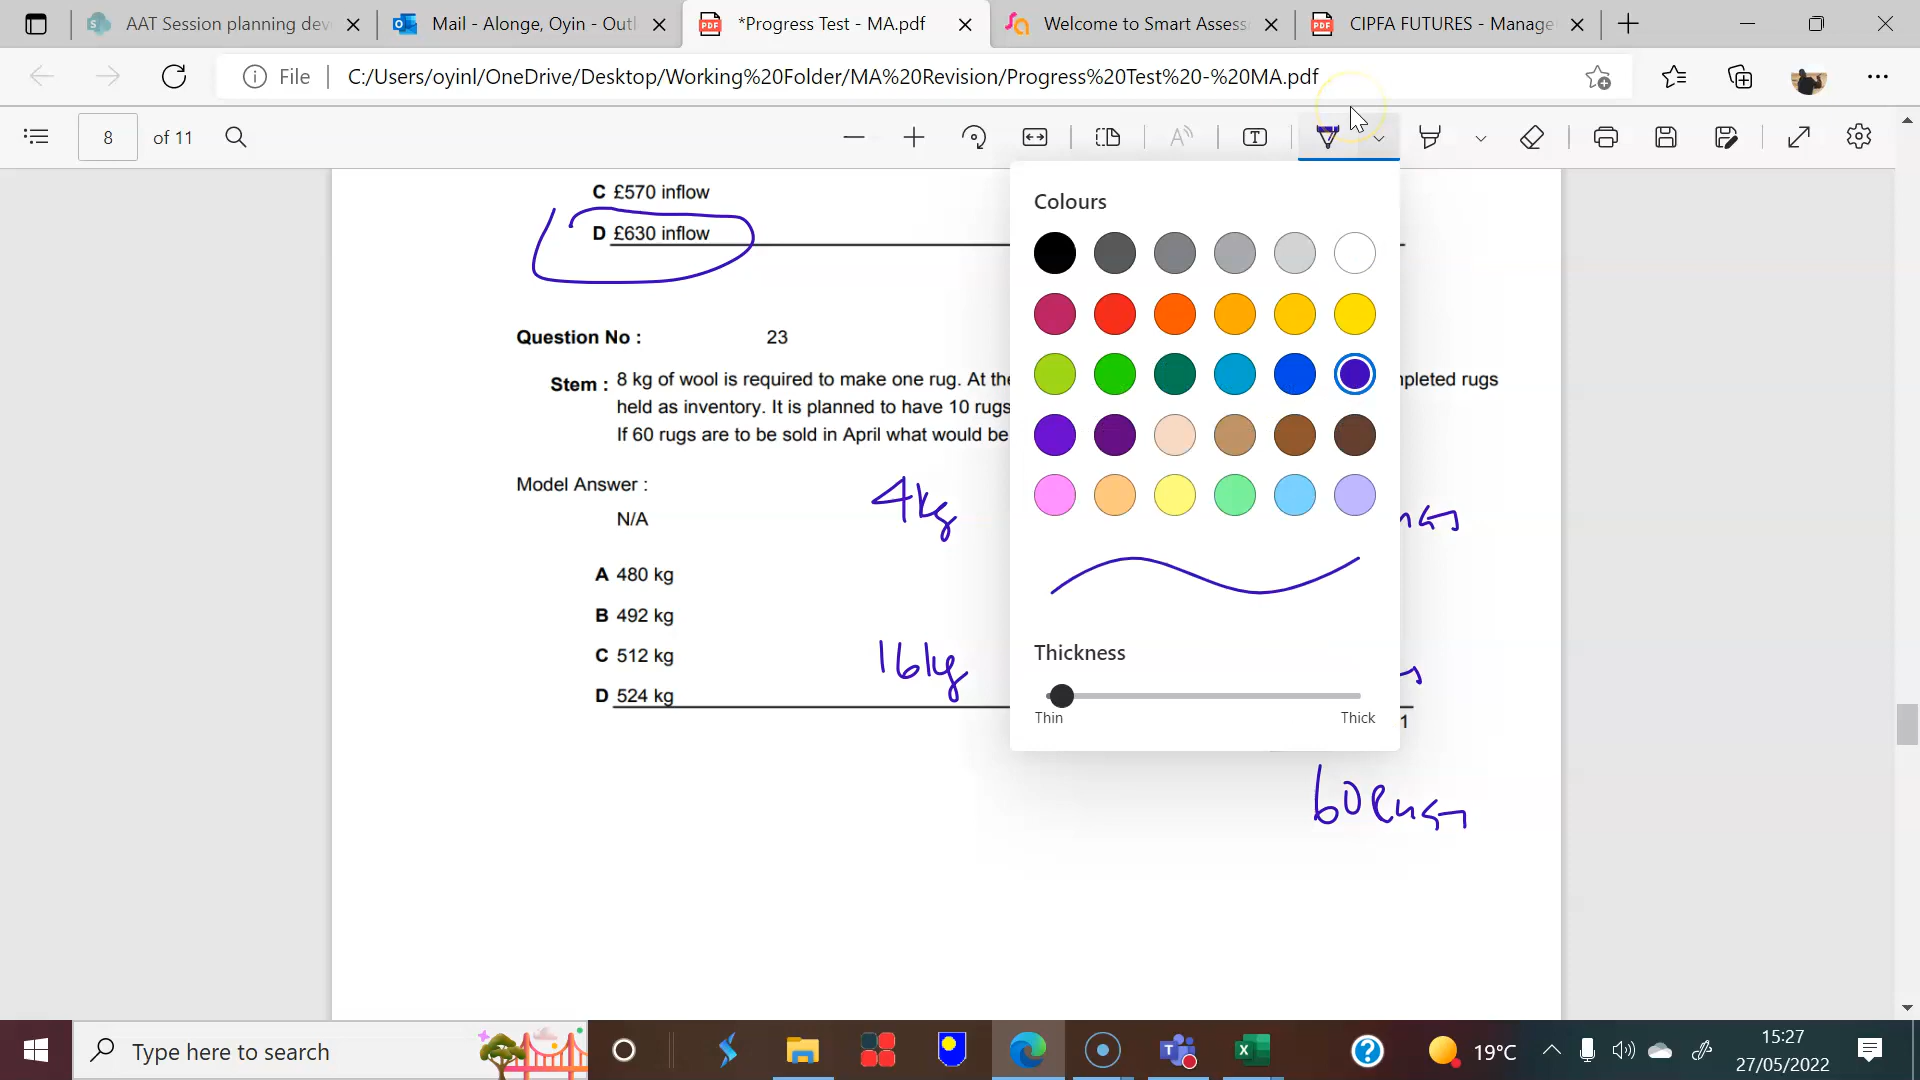 AAT Session planning dev
Mail - Alonge, Oyin - Outl
*Progress Test - MA.pdf
Welcome to Smart Assess
CIPFA FUTURES - Manage
File
C:/Users/oyinl/OneDrive/Desktop/Working%20Folder/MA%20Revision/Progress%20Test%20-%20MA.pdf
8 of 11
C £570 inflow
D £630 inflow
Question No : 23
Stem : 8 kg of wool is required to make one rug. At the
mpleted rugs
held as inventory. It is planned to have 10 rugs
If 60 rugs are to be sold in April what would be
Model Answer :
N/A
4kg
A 480 kg
B 492 kg
C 512 kg
16kg
D 524 kg
1
60 Rugs
Colours
Thickness
Thin
Thick
Type here to search
19°C
15:27
27/05/2022